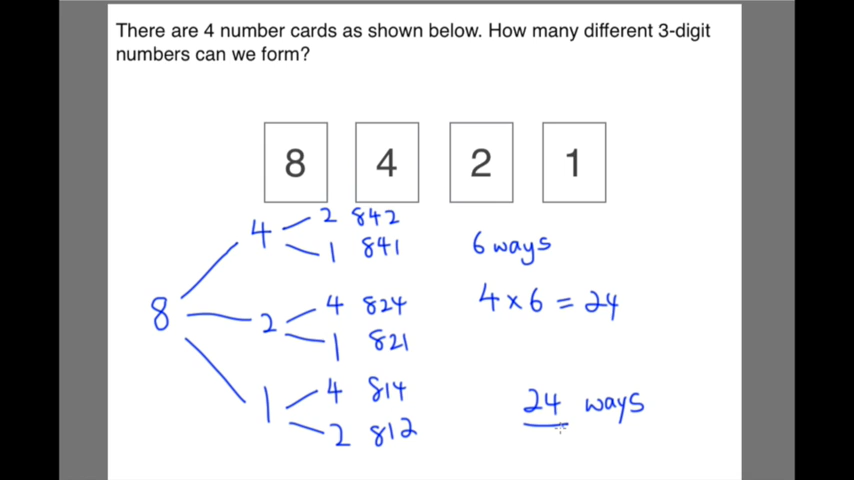 There are 4 number cards as shown below. How many different 3-digit
numbers can we form?
8 4 2 1
4 2 842
1 841
6 ways
8
2 4 824
1 821
4 × 6 = 24
1 4 814
2 812
24 ways